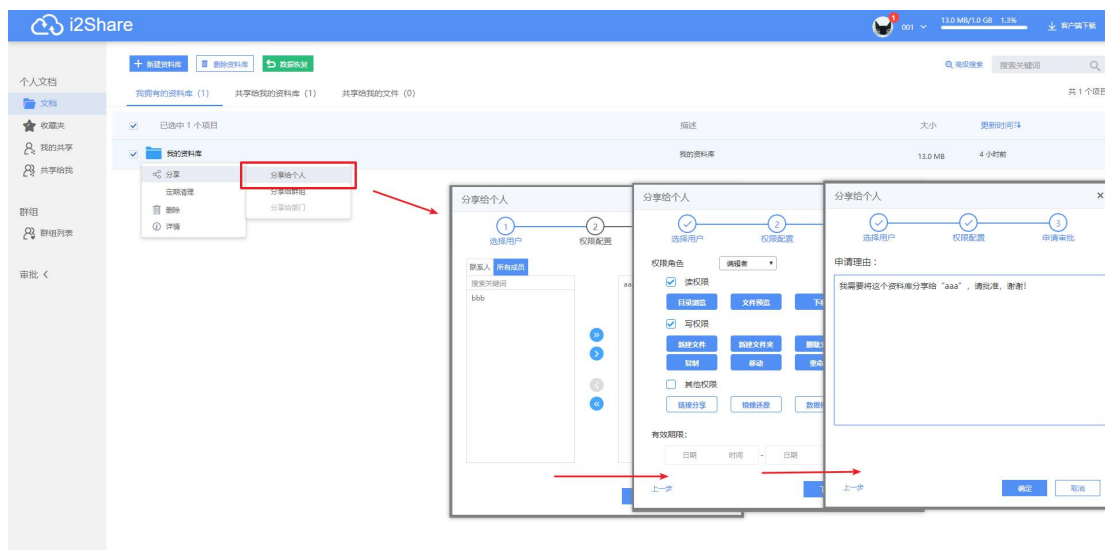 i2Share
1
001
13.0 MB/1.0 GB 1.3%
客户端下载
新建资料库 删除资料库 数据恢复
高级搜索 搜索关键词
我拥有的资料库 (1) 共享给我的资料库 (1) 共享给我的文件 (0)
共 1 个项目
个人文档
文档
收藏夹
我的共享
共享给我
群组
群组列表
审批
已选中 1 个项目 描述 大小 更新时间
我的资料库 我的资料库 13.0 MB 4 小时前
分享 分享给个人
定期清理 分享给群组
删除 分享给部门
详情
分享给个人
1 2
选择用户 权限配置
联系人 所有成员
搜索关键词
bbb
分享给个人
2
选择用户 权限配置
权限角色 编辑者
读权限
目录浏览 文件预览
写权限
新建文件 新建文件夹
复制 移动
其他权限
链接分享 镜像还原
有效期限:
日期 时间 - 日期
上一步
分享给个人
3
选择用户 权限配置 申请审批
申请理由：
我需要将这个资料库分享给“aaa”，请批准，谢谢!
上一步 确定 取消